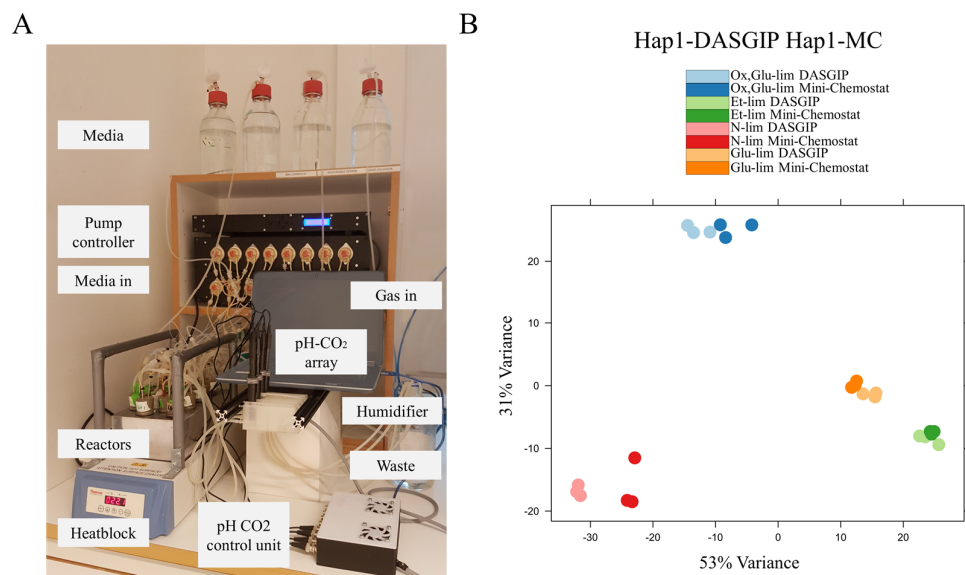 A
Media
Pump
controller
Media in
Gas in
pH-CO₂
array
Humidifier
Reactors
Waste
pH CO2
control unit
Heatblock
B
Hap1-DASGIP Hap1-MC
Ox,Glu-lim DASGIP
Ox,Glu-lim Mini-Chemostat
Et-lim DASGIP
Et-lim Mini-Chemostat
N-lim DASGIP
N-lim Mini-Chemostat
Glu-lim DASGIP
Glu-lim Mini-Chemostat
31% Variance
20
10
0
-10
-20
-30
-20
-10
0
10
20
53% Variance